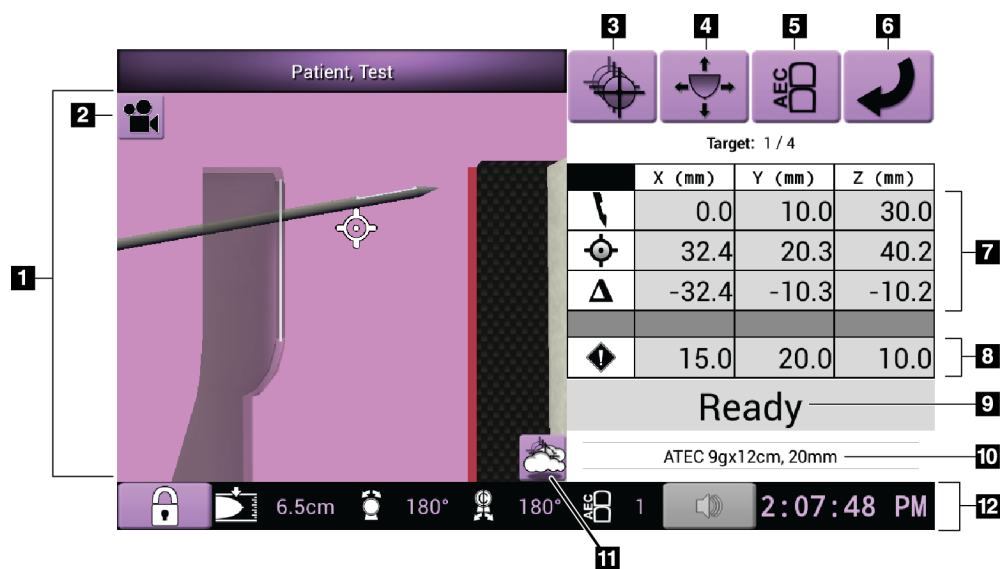 3 4 5 6
Patient, Test
AEC
1
2
Target: 1 / 4
X (mm) Y (mm) Z (mm)
0.0 10.0 30.0
32.4 20.3 40.2
7
Δ -32.4 -10.3 -10.2
15.0 20.0 10.0
8
Ready
9
ATEC 9gx12cm, 20mm
10
6.5cm 180° 180° AEC 1 2:07:48 PM
12
11